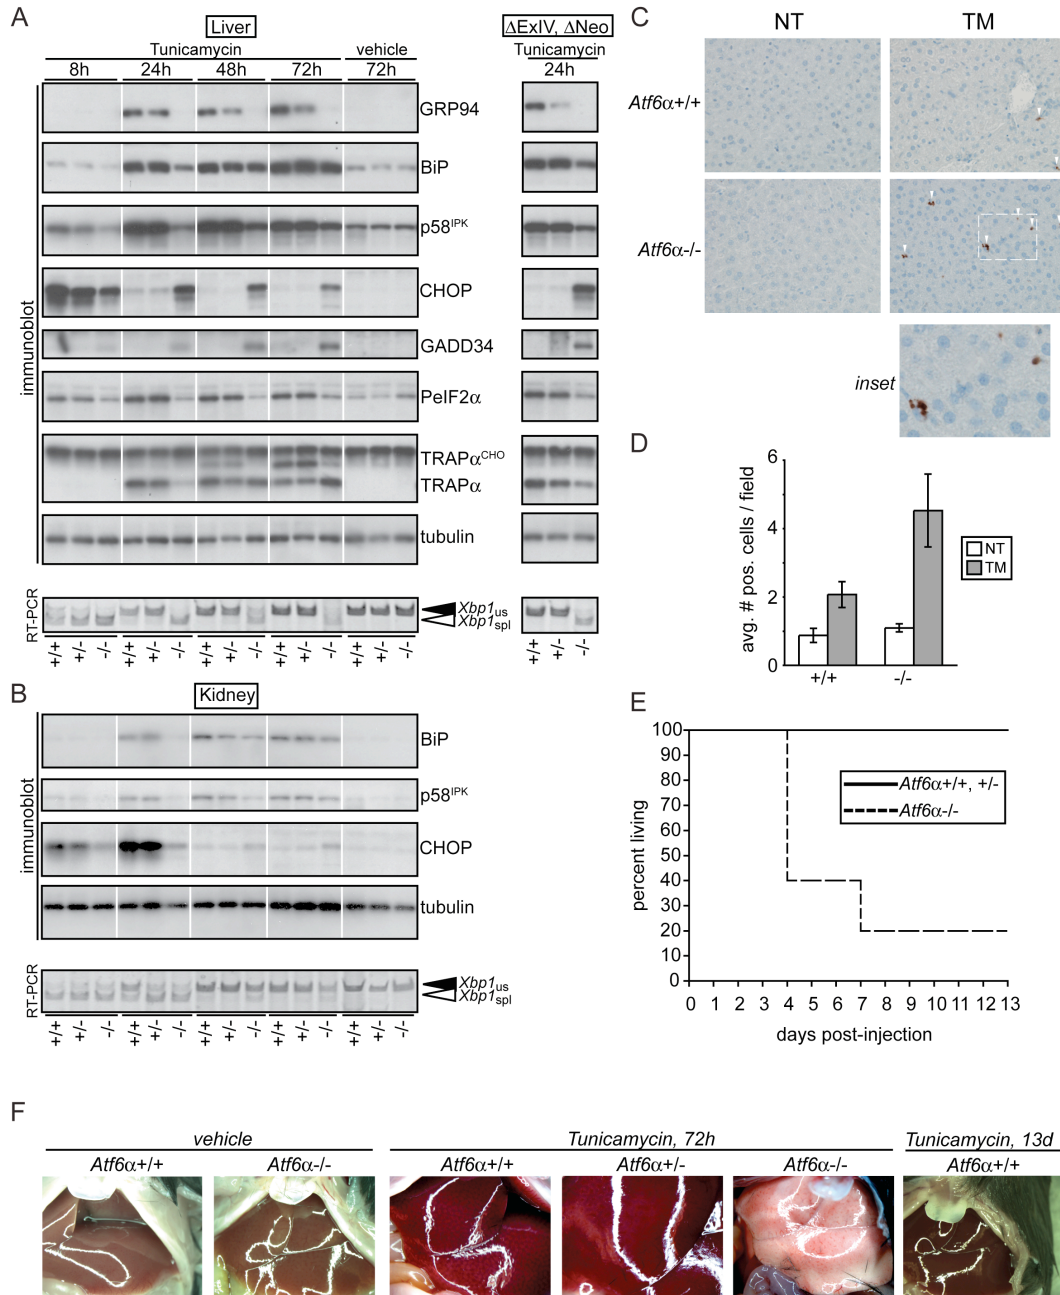 A
Liver
ΔExIV, ΔNeo
Tunicamycin
vehicle
Tunicamycin
8h 24h 48h 72h 72h
24h
immunoblot
GRP94
BiP
p58IPK
CHOP
GADD34
PeIF2α
TRAPαCHO
TRAPα
tubulin
RT-PCR
Xbp1us
Xbp1spl
+/+ +/- -/- +/+ +/- -/- +/+ +/- -/- +/+ +/- -/- +/+ +/- -/-
+/+ +/- -/-
B
Kidney
immunoblot
BiP
p58IPK
CHOP
tubulin
RT-PCR
Xbp1us
Xbp1spl
+/+ +/- -/- +/+ +/- -/- +/+ +/- -/- +/+ +/- -/- +/+ +/- -/-
C
NT TM
Atf6α+/+
Atf6α-/-
inset
D
avg. # pos. cells / field
6
4
2
0
+/+ -/-
NT
TM
E
percent living
100
90
80
70
60
50
40
30
20
10
0
0 1 2 3 4 5 6 7 8 9 10 11 12 13
days post-injection
Atf6α+/+, +/-
Atf6α-/-
F
vehicle
Tunicamycin, 72h
Tunicamycin, 13d
Atf6α+/+ Atf6α-/- Atf6α+/+ Atf6α+/- Atf6α-/- Atf6α+/+